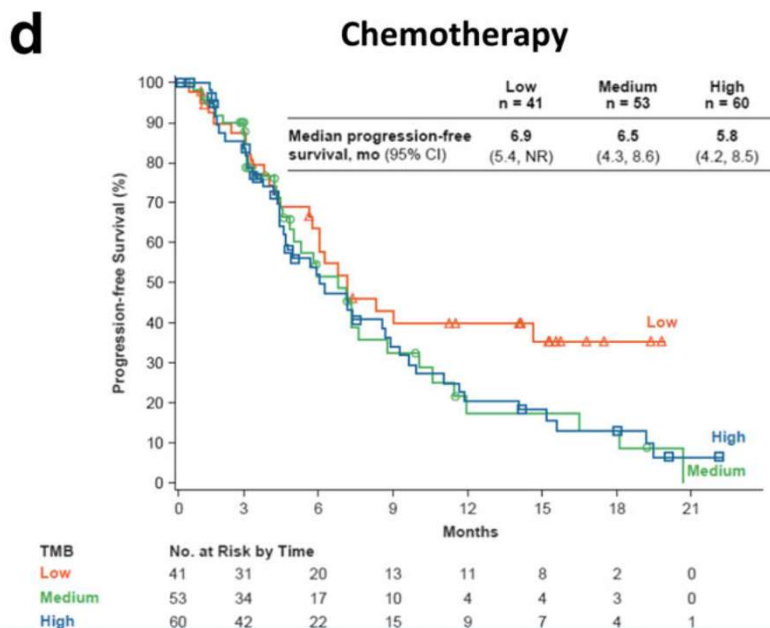 d
Chemotherapy
Low Medium High
n = 41 n = 53 n = 60
Median progression-free 6.9 6.5 5.8
survival, mo (95% CI) (5.4, NR) (4.3, 8.6) (4.2, 8.5)
Progression-free Survival (%)
100
90
80
70
60
50
40
30
20
10
0
Low
High
Medium
0 3 6 9 12 15 18 21
Months
TMB No. at Risk by Time
Low 41 31 20 13 11 8 2 0
Medium 53 34 17 10 4 4 3 0
High 60 42 22 15 9 7 4 1